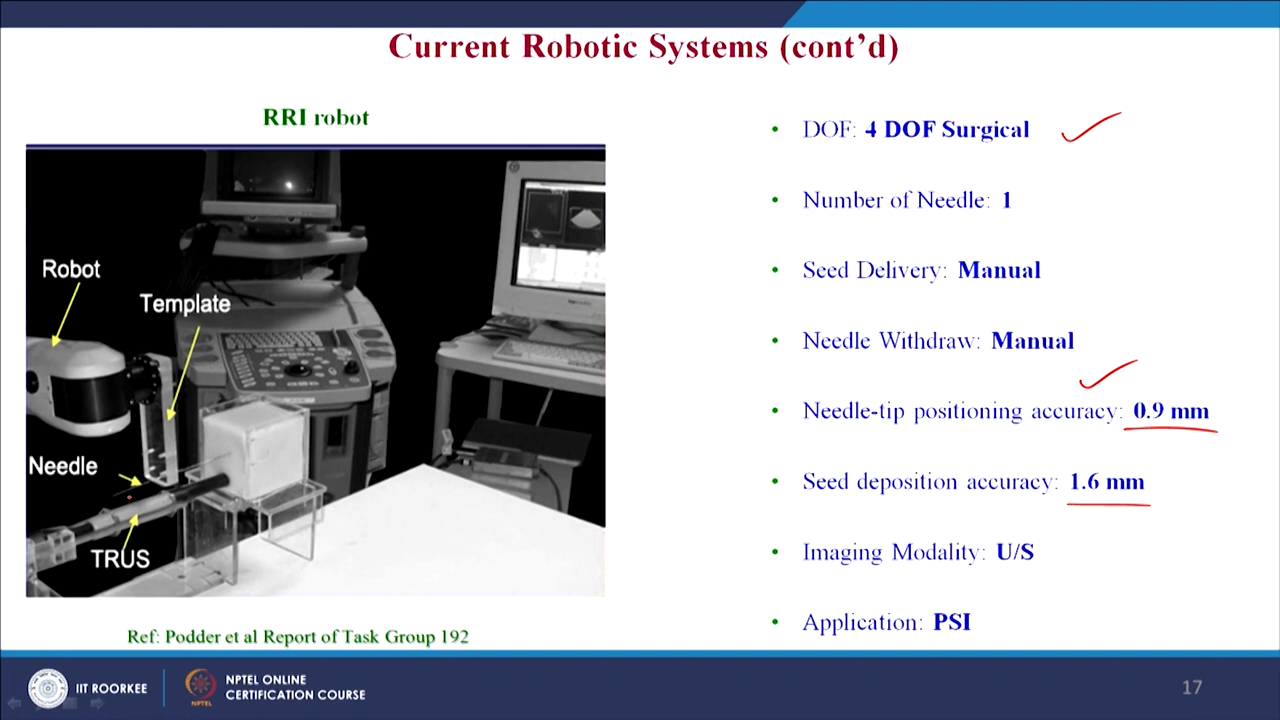 Current Robotic Systems (cont'd)
RRI robot
Robot
Template
Needle
TRUS
Ref: Podder et al Report of Task Group 192
• DOF: 4 DOF Surgical
• Number of Needle: 1
• Seed Delivery: Manual
• Needle Withdraw: Manual
• Needle-tip positioning accuracy: 0.9 mm
• Seed deposition accuracy: 1.6 mm
• Imaging Modality: U/S
• Application: PSI
IIT ROORKEE
NPTEL ONLINE
CERTIFICATION COURSE
NPTEL
17